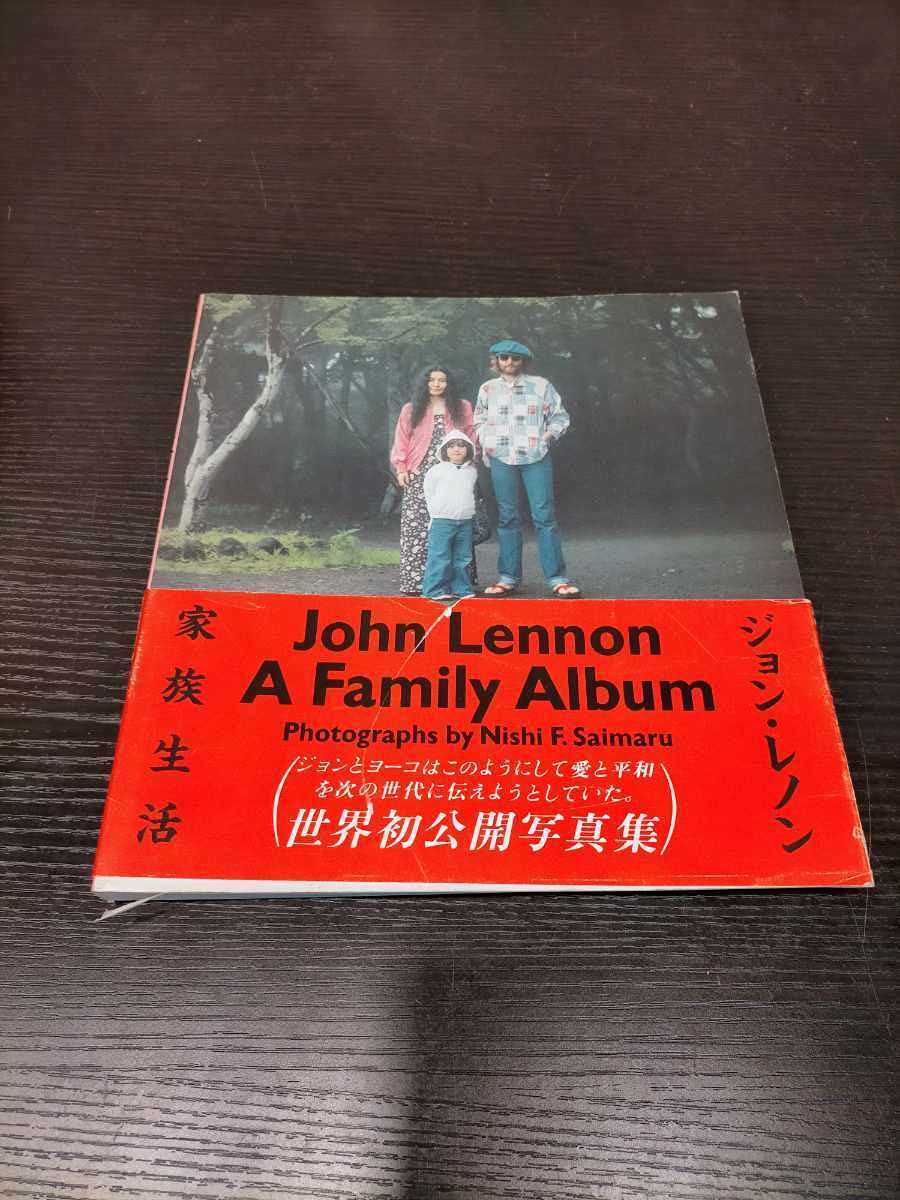 John Lennon
A Family Album
Photographs by Nishi F. Saimaru
ジョンとヨーコはこのようにして愛と平和
を次の世代に伝えようとしていた。
世界初公開写真集
ジョン・レノン
家族生活